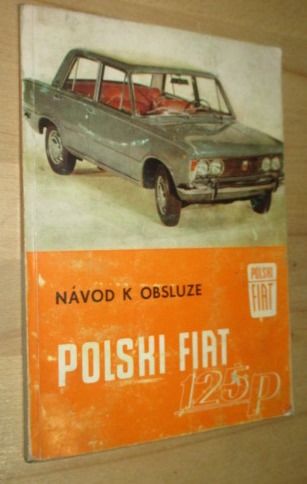 POLSKI
FIAT
NÁVOD K OBSLUZE
POLSKI FIAT
125p